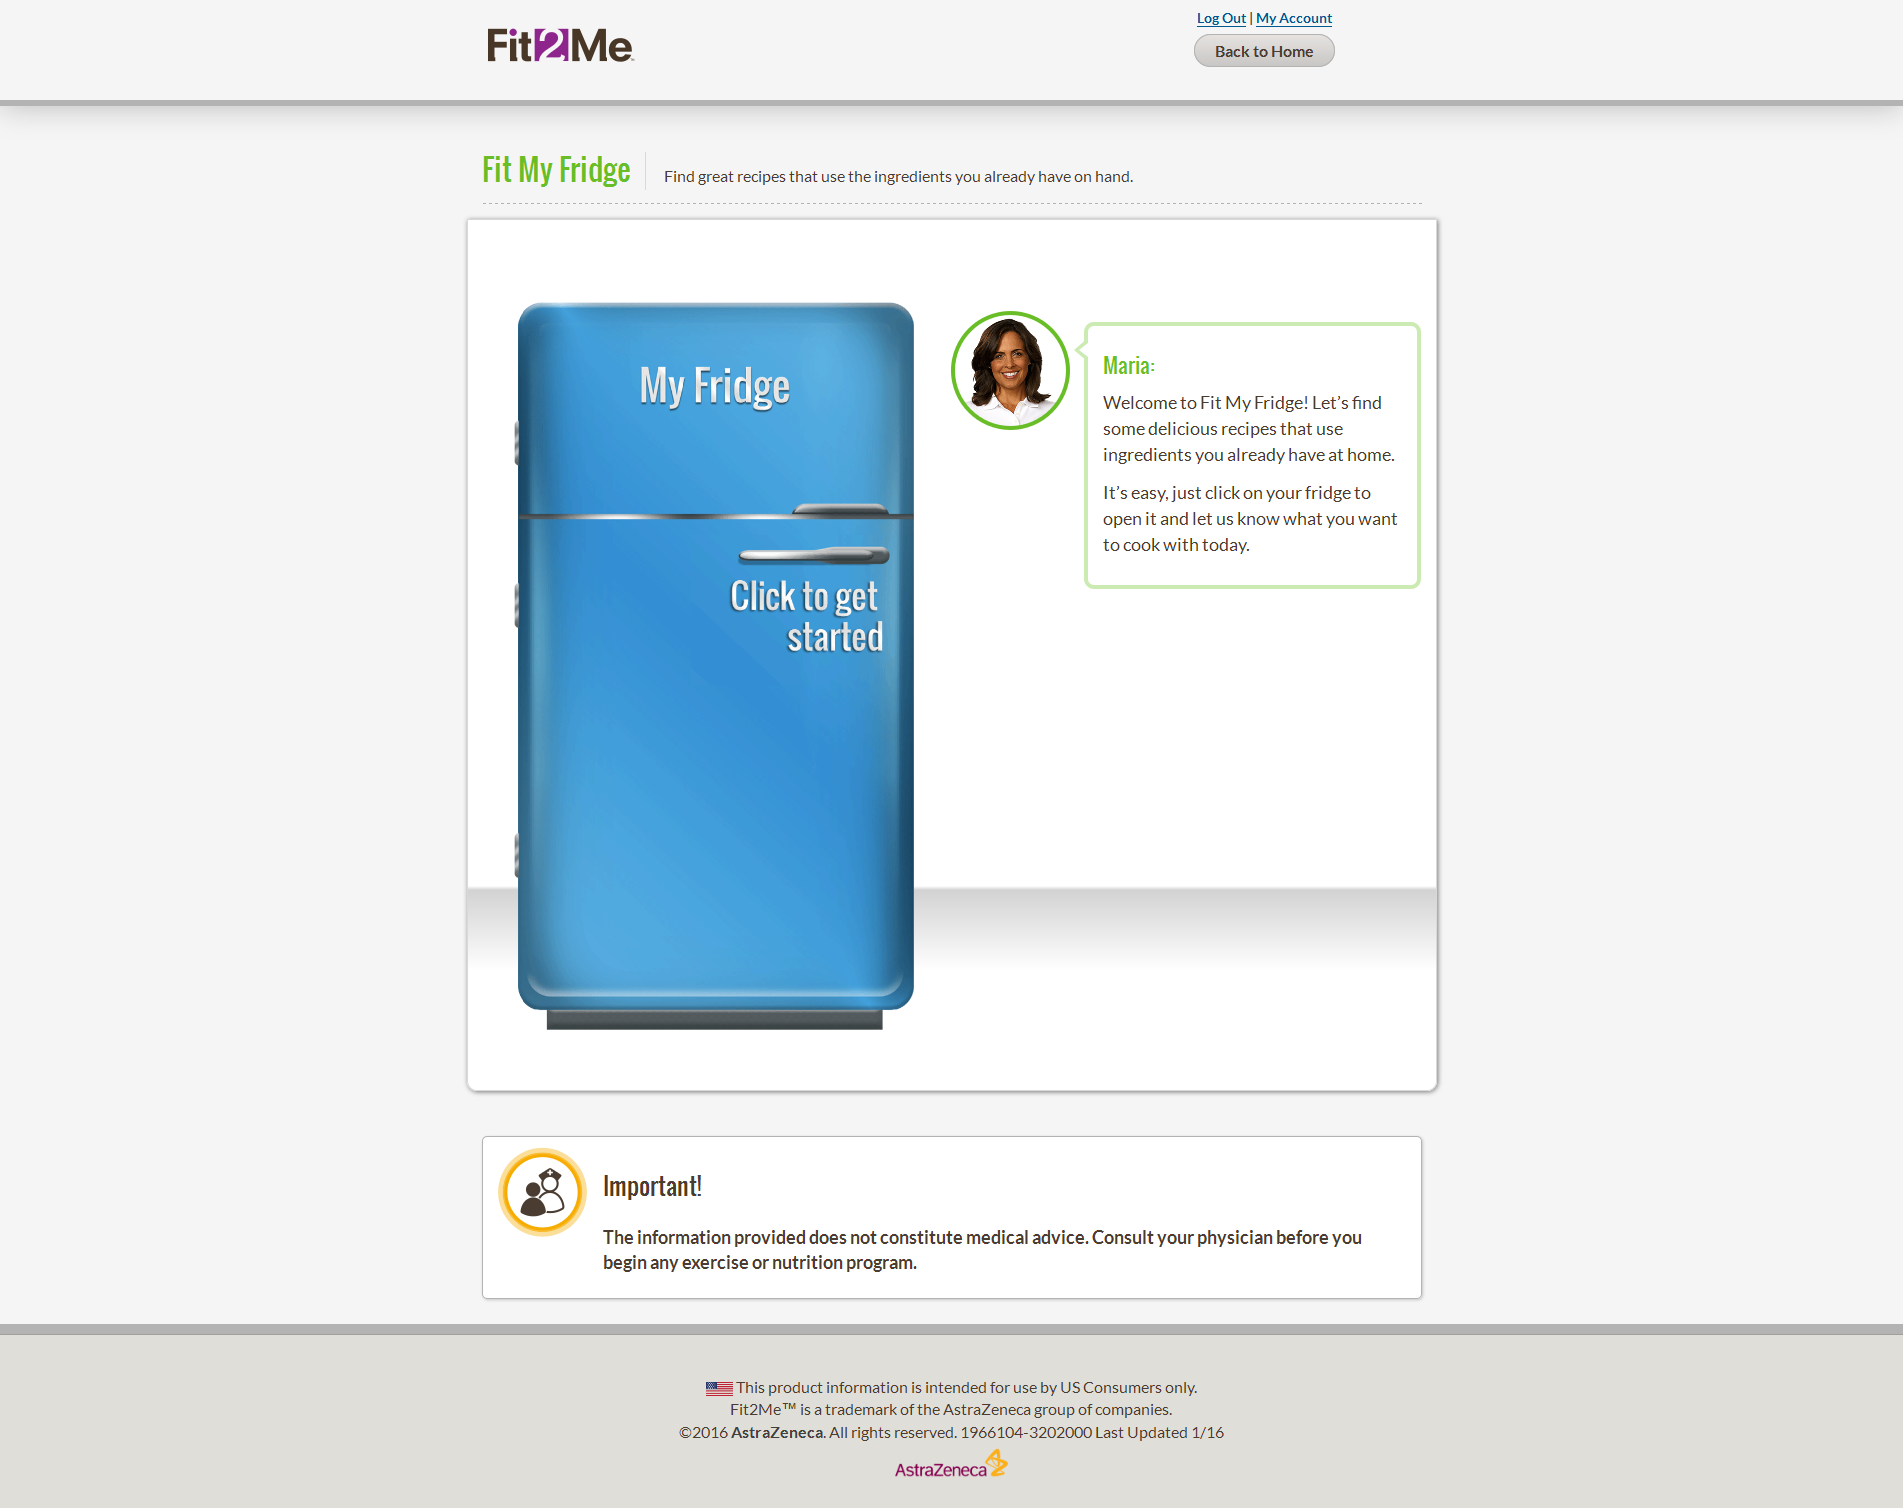 Fit2Me
Log Out | My Account
Back to Home
Fit My Fridge
Find great recipes that use the ingredients you already have on hand.
My Fridge
Click to get
started
Maria:
Welcome to Fit My Fridge! Let’s find
some delicious recipes that use
ingredients you already have at home.
It’s easy, just click on your fridge to
open it and let us know what you want
to cook with today.
Important!
The information provided does not constitute medical advice. Consult your physician before you
begin any exercise or nutrition program.
This product information is intended for use by US Consumers only.
Fit2Me™ is a trademark of the AstraZeneca group of companies.
©2016 AstraZeneca. All rights reserved. 1966104-3202000 Last Updated 1/16
AstraZeneca